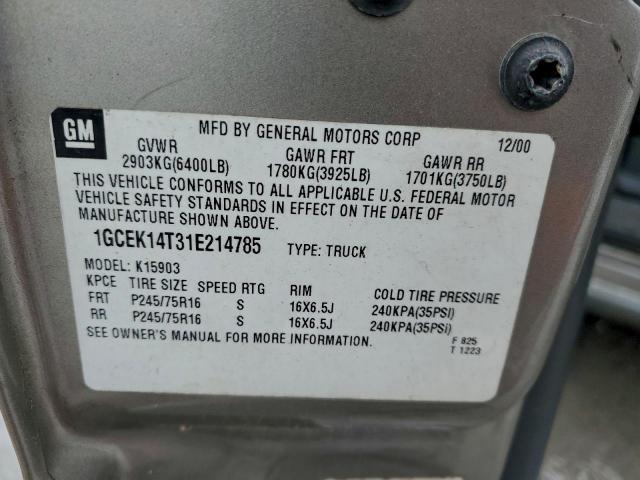 GM
MFD BY GENERAL MOTORS CORP 12/00
GVWR GAWR FRT GAWR RR
2903KG(6400LB) 1780KG(3925LB) 1701KG(3750LB)
THIS VEHICLE CONFORMS TO ALL APPLICABLE U.S. FEDERAL MOTOR
VEHICLE SAFETY STANDARDS IN EFFECT ON THE DATE OF
MANUFACTURE SHOWN ABOVE.
1GCEK14T31E214785 TYPE: TRUCK
MODEL: K15903
KPCE TIRE SIZE SPEED RTG RIM COLD TIRE PRESSURE
FRT P245/75R16 S 16X6.5J 240KPA(35PSI)
RR P245/75R16 S 16X6.5J 240KPA(35PSI)
SEE OWNER'S MANUAL FOR MORE INFORMATION.
F 825
T 1223